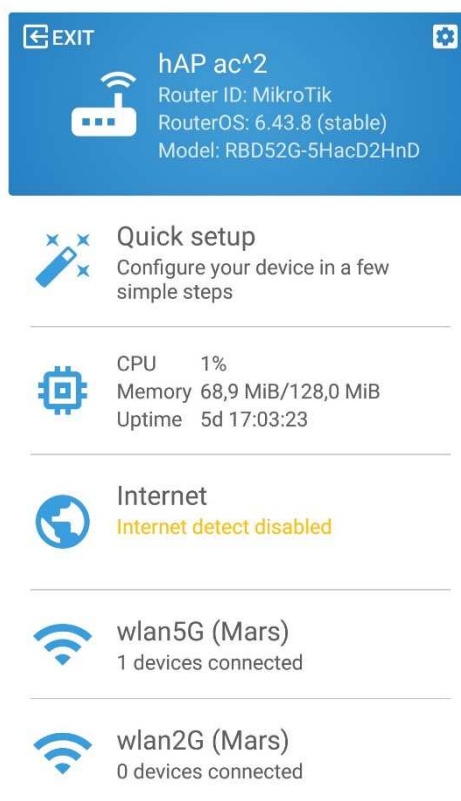 EXIT
hAP ac^2
Router ID: MikroTik
RouterOS: 6.43.8 (stable)
Model: RBD52G-5HacD2HnD
Quick setup
Configure your device in a few
simple steps
CPU 1%
Memory 68,9 MiB/128,0 MiB
Uptime 5d 17:03:23
Internet
Internet detect disabled
wlan5G (Mars)
1 devices connected
wlan2G (Mars)
0 devices connected